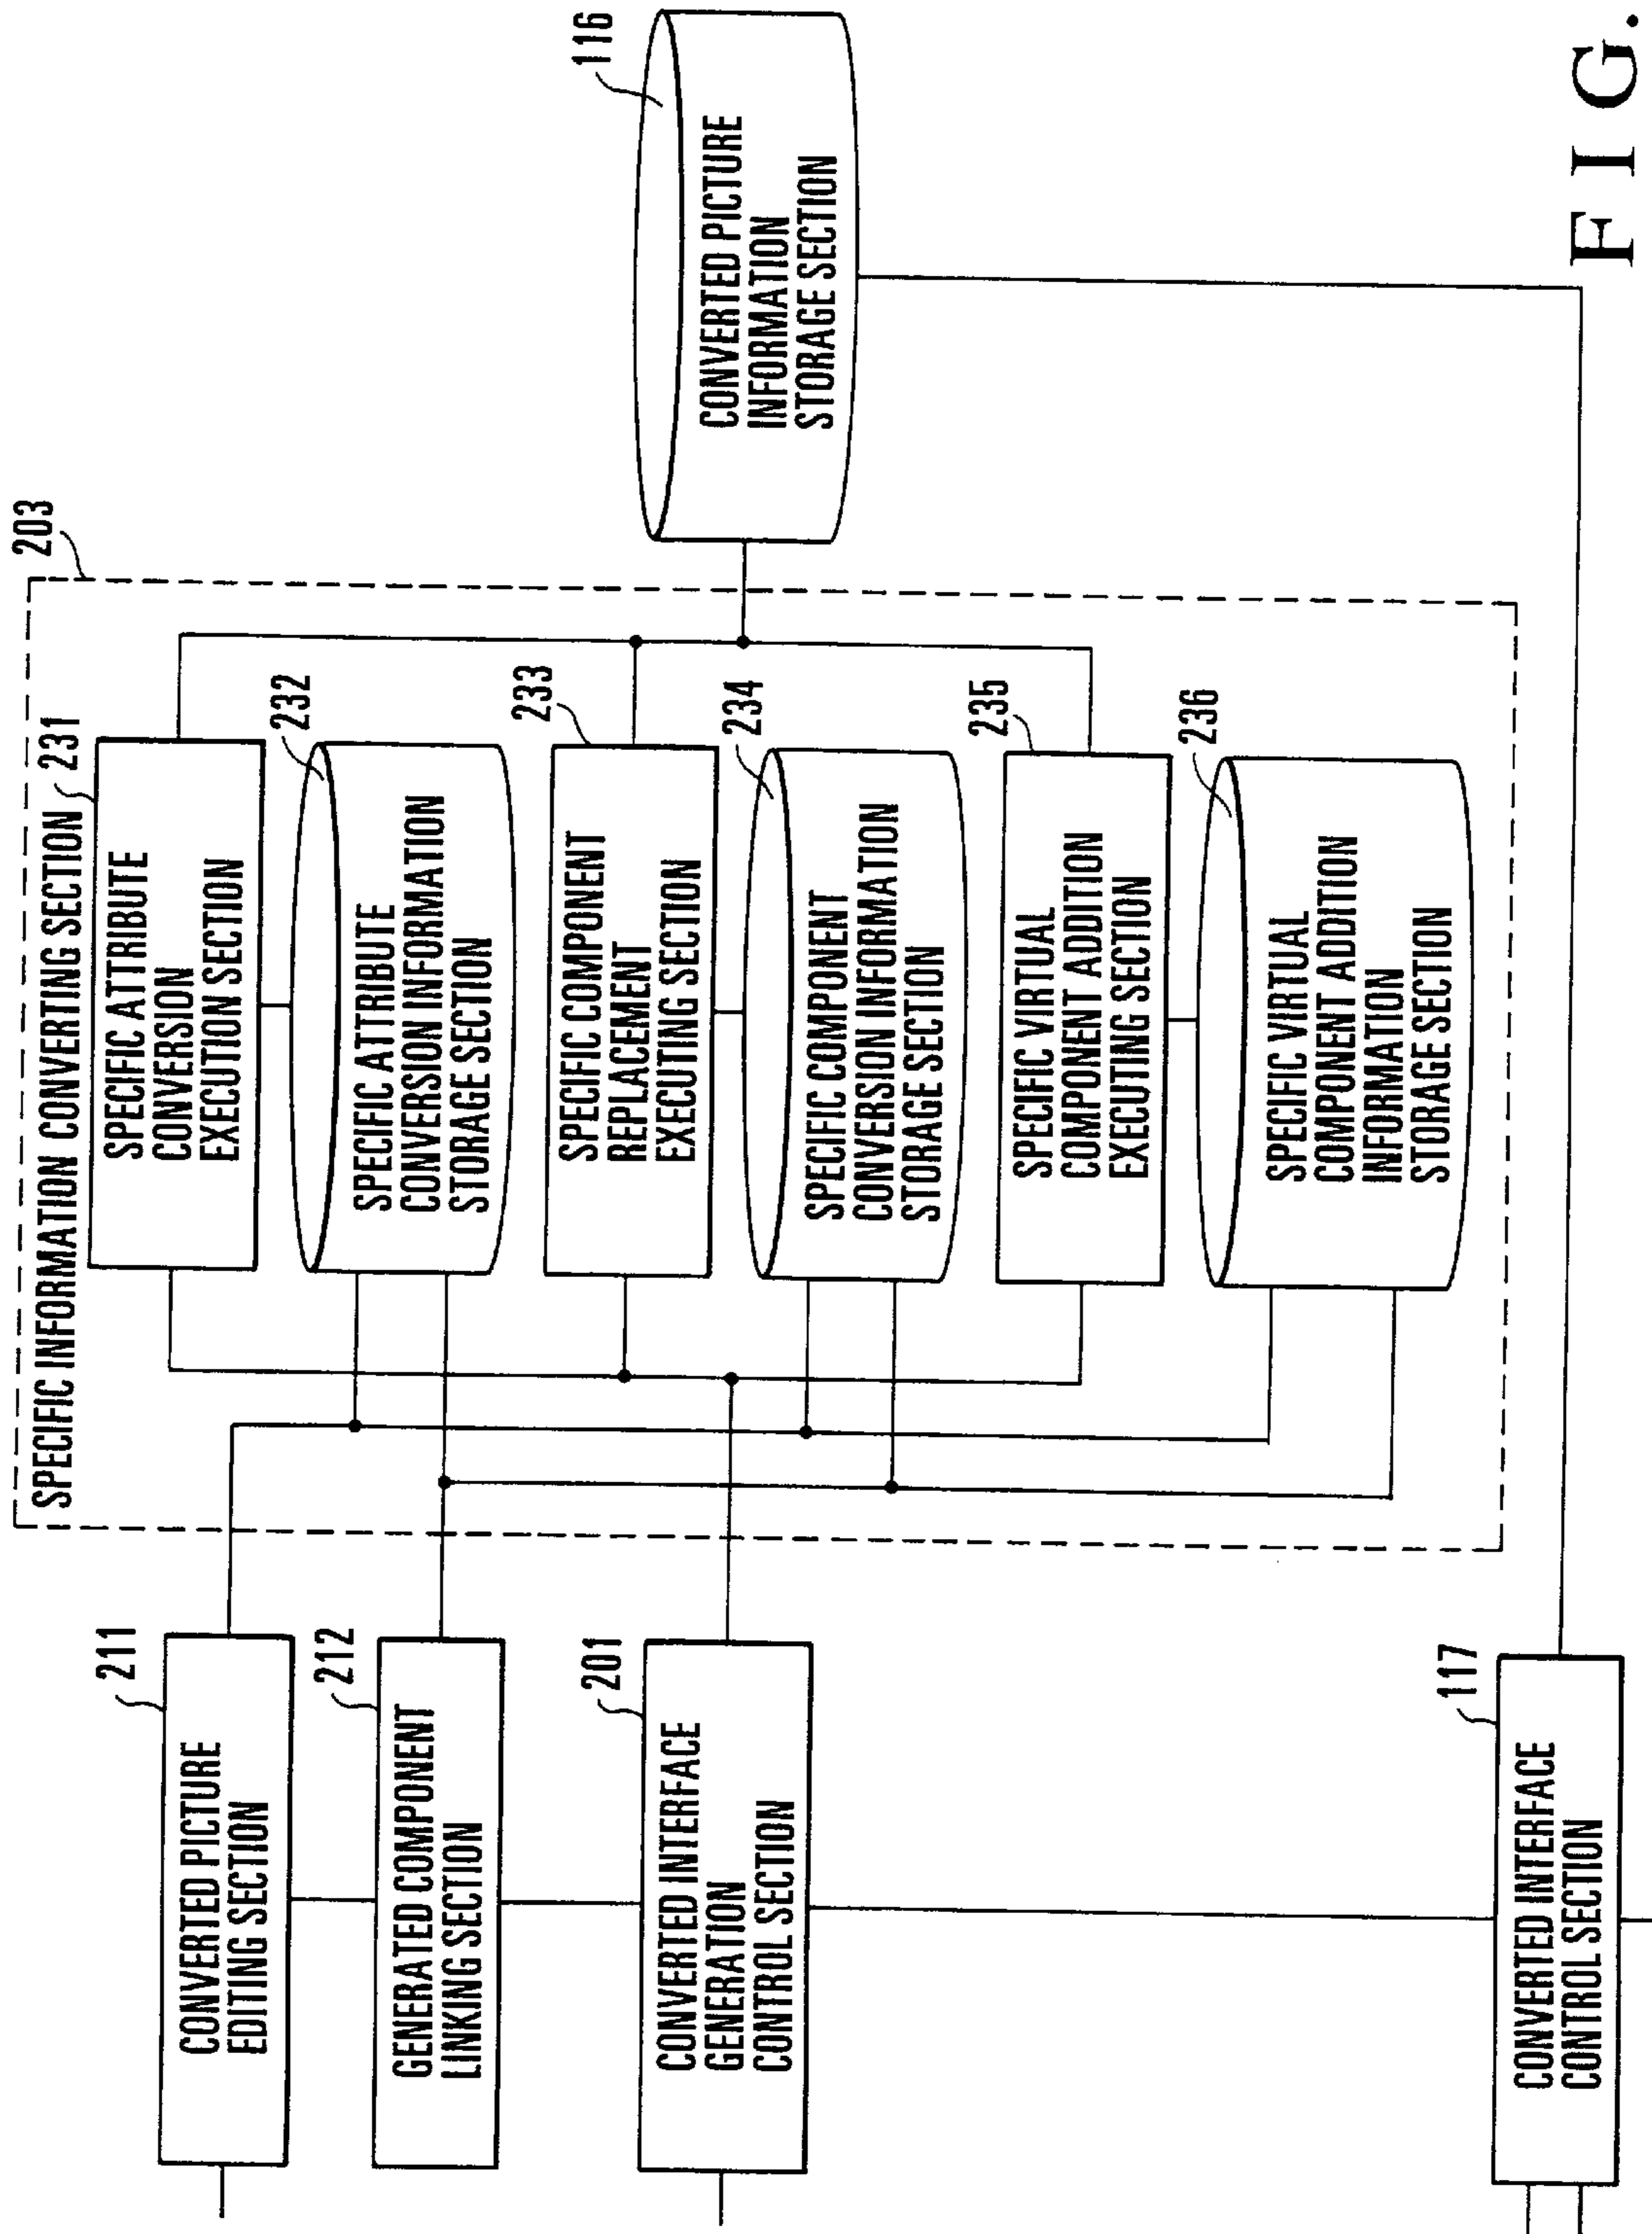 203
SPECIFIC INFORMATION CONVERTING SECTION
231
SPECIFIC ATTRIBUTE
CONVERSION
EXECUTION SECTION
232
SPECIFIC ATTRIBUTE
CONVERSION INFORMATION
STORAGE SECTION
233
SPECIFIC COMPONENT
REPLACEMENT
EXECUTING SECTION
234
SPECIFIC COMPONENT
CONVERSION INFORMATION
STORAGE SECTION
235
SPECIFIC VIRTUAL
COMPONENT ADDITION
EXECUTING SECTION
236
SPECIFIC VIRTUAL
COMPONENT ADDITION
INFORMATION
STORAGE SECTION
211
CONVERTED PICTURE
EDITING SECTION
212
GENERATED COMPONENT
LINKING SECTION
201
CONVERTED INTERFACE
GENERATION
CONTROL SECTION
117
CONVERTED INTERFACE
CONTROL SECTION
116
CONVERTED PICTURE
INFORMATION
STORAGE SECTION
FIG.